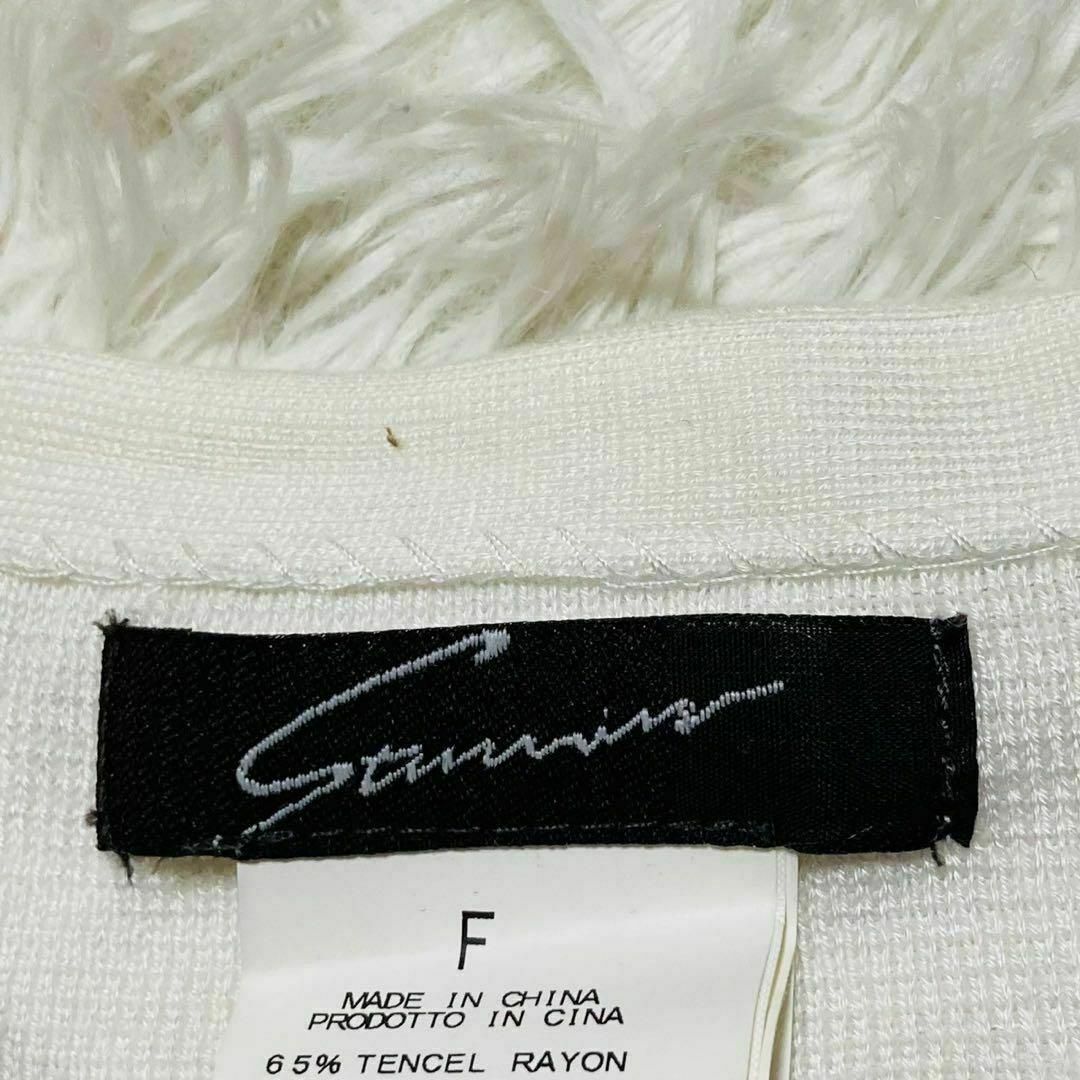 F
MADE IN CHINA
PRODOTTO IN CINA
65% TENCEL RAYON